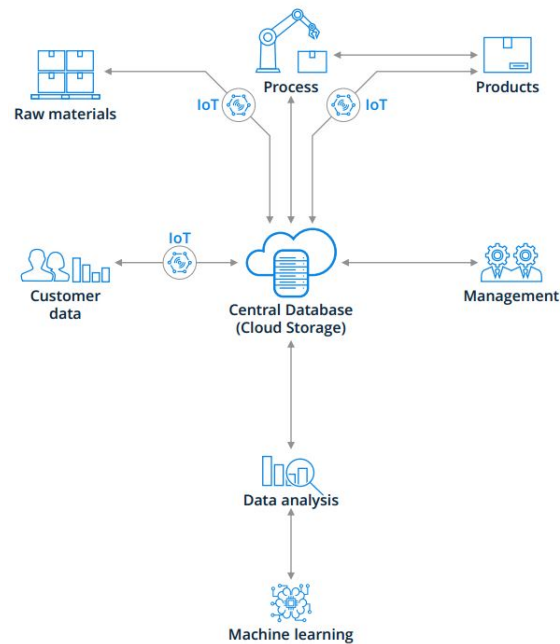 Raw materials
IoT
Process
IoT
Products
IoT
Customer
data
Central Database
(Cloud Storage)
Management
Data analysis
Machine learning